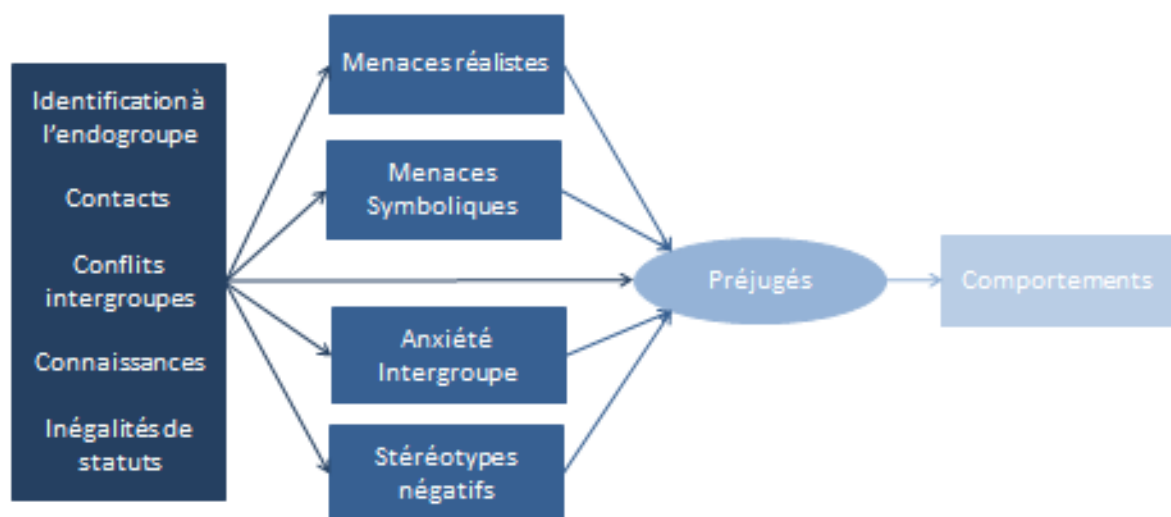 Identification à
l'endogroupe
Contacts
Conflits
intergroupes
Connaissances
Inégalités de
statuts
Menaces réalistes
Menaces
Symboliques
Anxiété
Intergroupe
Stéréotypes
négatifs
Préjugés
Comportements